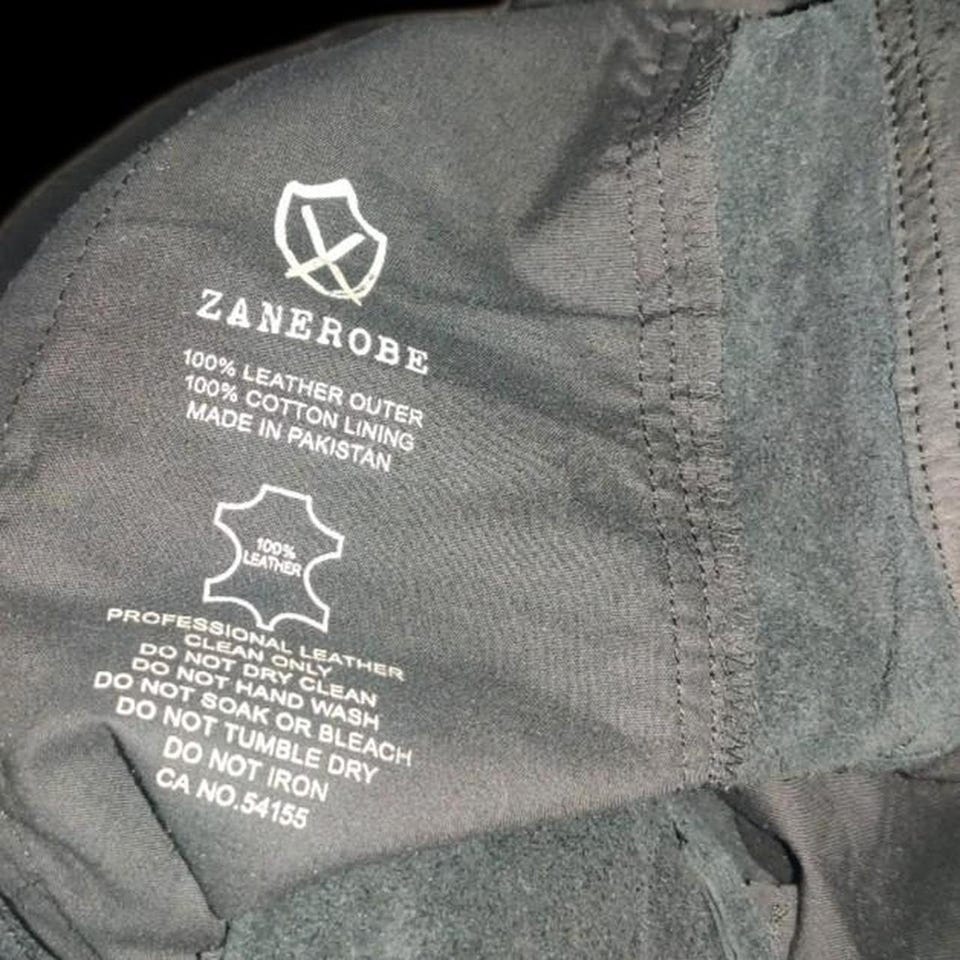 ZANEROBE
100% LEATHER OUTER
100% COTTON LINING
MADE IN PAKISTAN
100%
LEATHER
PROFESSIONAL LEATHER
CLEAN ONLY
DO NOT DRY CLEAN
DO NOT HAND WASH
DO NOT SOAK OR BLEACH
DO NOT TUMBLE DRY
DO NOT IRON
CA NO.54155